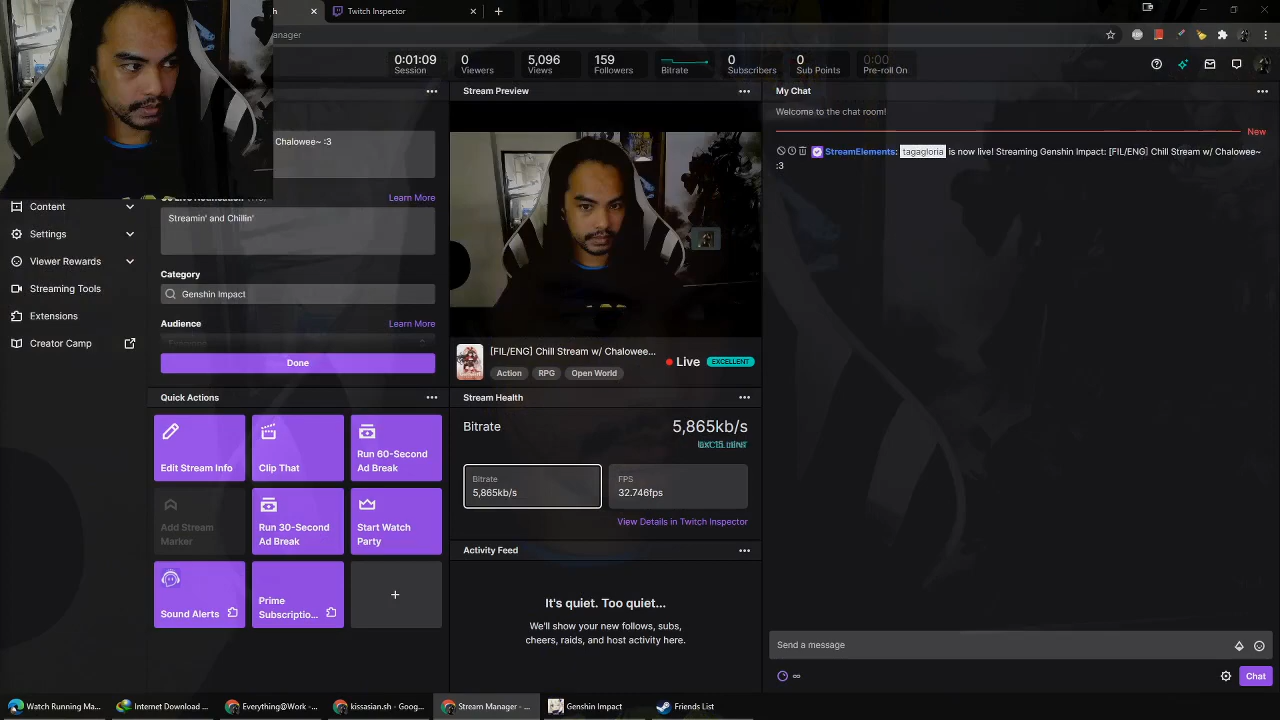 h
Twitch Inspector
anager
0:01:09
Session
0
Viewers
5,096
Views
159
Followers
Bitrate
0
Subscribers
0
Sub Points
0:00
Pre-roll On
Chalowee~ :3
Learn More
Streamin' and Chillin'
Category
Genshin Impact
Audience
Learn More
Everyone
Done
Content
Settings
Viewer Rewards
Streaming Tools
Extensions
Creator Camp
Quick Actions
Edit Stream Info
Clip That
Run 60-Second
Ad Break
Add Stream
Marker
Run 30-Second
Ad Break
Start Watch
Party
Sound Alerts
Prime
Subscriptio...
Stream Preview
[FIL/ENG] Chill Stream w/ Chalowee...
Live
EXCELLENT
Action
RPG
Open World
Stream Health
Bitrate
5,865kb/s
Bitrate
5,865kb/s
FPS
32.746fps
View Details in Twitch Inspector
Activity Feed
It's quiet. Too quiet...
We'll show your new follows, subs,
cheers, raids, and host activity here.
My Chat
Welcome to the chat room!
New
StreamElements: tagagloria is now live! Streaming Genshin Impact: [FIL/ENG] Chill Stream w/ Chalowee~
:3
Send a message
∞
Chat
Watch Running Ma...
Internet Download ...
Everything@Work -...
kissasian.sh - Goog...
Stream Manager - ...
Genshin Impact
Friends List